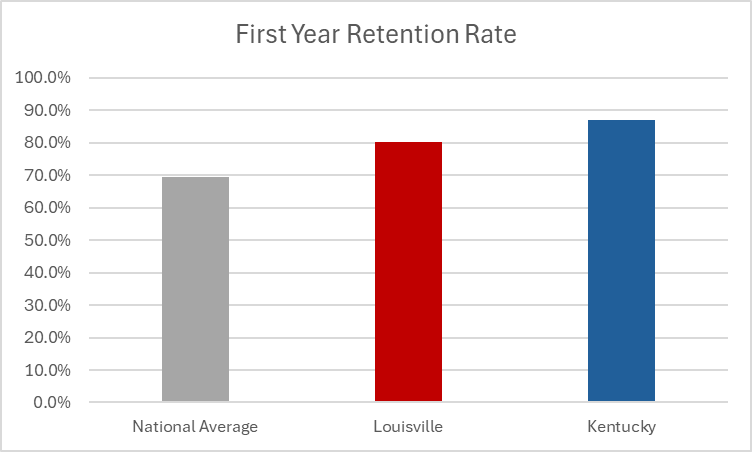 First Year Retention Rate
100.0%
90.0%
80.0%
70.0%
60.0%
50.0%
40.0%
30.0%
20.0%
10.0%
0.0%
National Average
Louisville
Kentucky